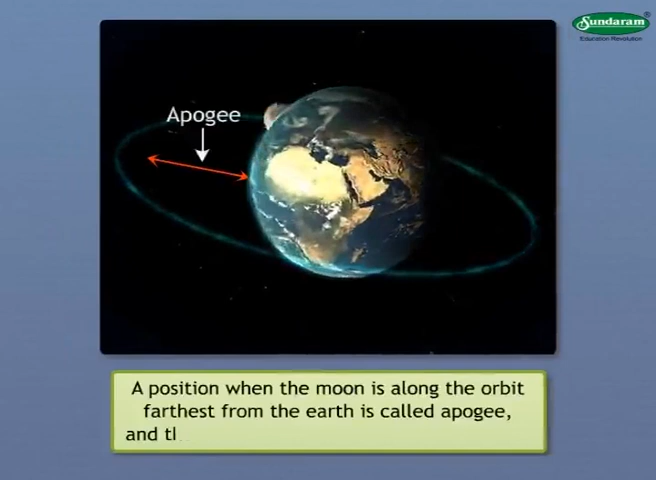 Sundaram®
Education Revolution
Apogee
A position when the moon is along the orbit
farthest from the earth is called apogee,
and tl